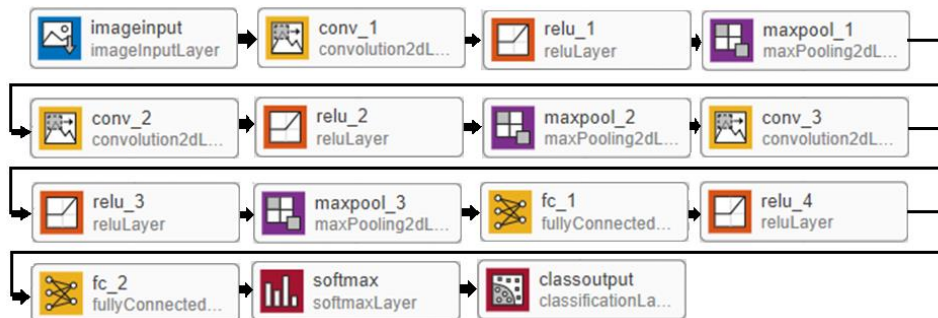 imageinput
imageInputLayer
conv_1
convolution2dL...
relu_1
reluLayer
maxpool_1
maxPooling2dL...
conv_2
convolution2dL...
relu_2
reluLayer
maxpool_2
maxPooling2dL...
conv_3
convolution2dL...
relu_3
reluLayer
maxpool_3
maxPooling2dL...
fc_1
fullyConnected...
relu_4
reluLayer
fc_2
fullyConnected...
softmax
softmaxLayer
classoutput
classificationLa...